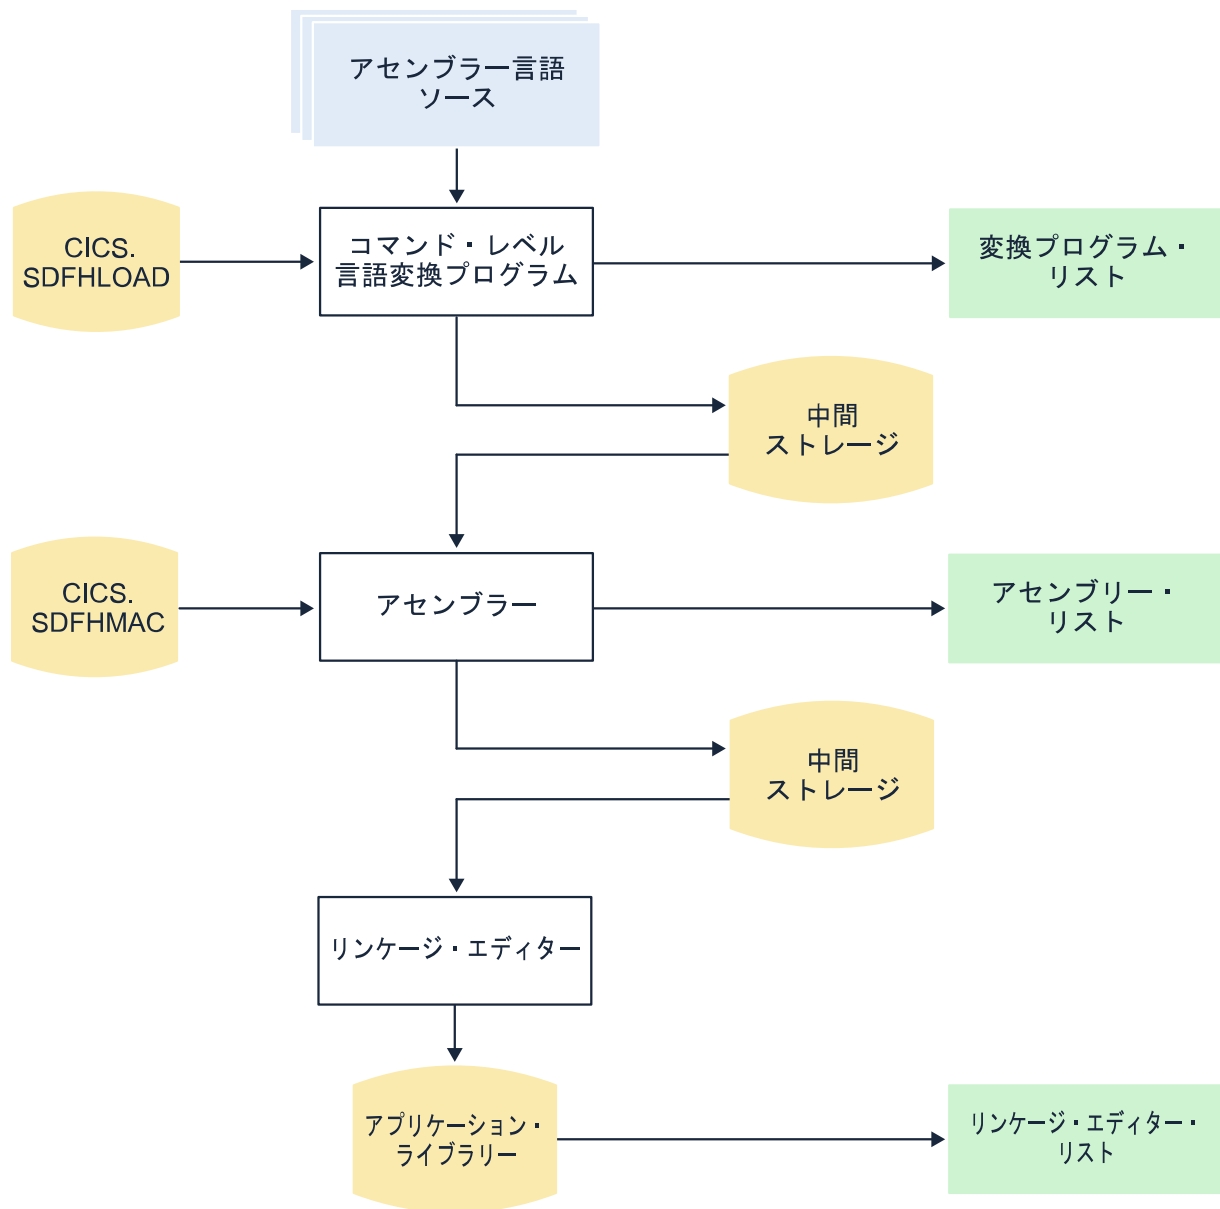 アセンブラー言語
ソース
CICS.
SDFHLOAD
コマンド・レベル
言語変換プログラム
変換プログラム・
リスト
中間
ストレージ
CICS.
SDFHMAC
アセンブラー
アセンブリー・
リスト
中間
ストレージ
リンケージ・エディター
アプリケーション・
ライブラリー
リンケージ・エディター・
リスト